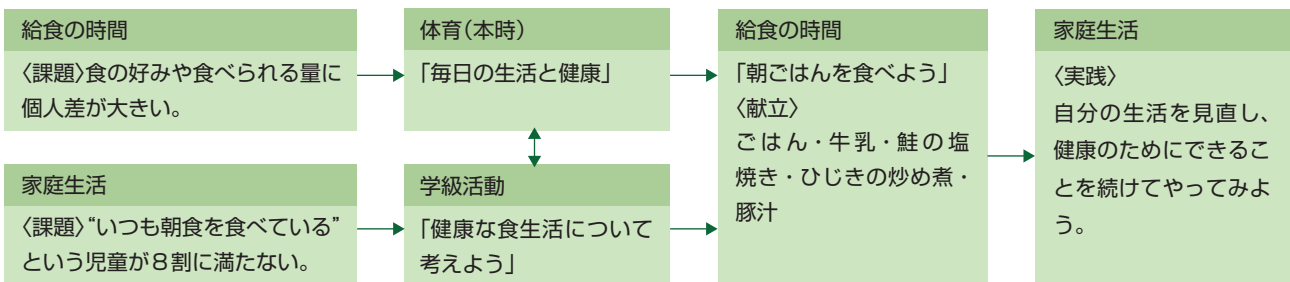 給食の時間
〈課題〉食の好みや食べられる量に
個人差が大きい。
家庭生活
〈課題〉“いつも朝食を食べている”
という児童が8割に満たない。
体育(本時)
「毎日の生活と健康」
学級活動
「健康な食生活について
考えよう」
給食の時間
「朝ごはんを食べよう」
〈献立〉
ごはん・牛乳・鮭の塩
焼き・ひじきの炒め煮・
豚汁
家庭生活
〈実践〉
自分の生活を見直し、
健康のためにできるこ
とを続けてやってみよ
う。